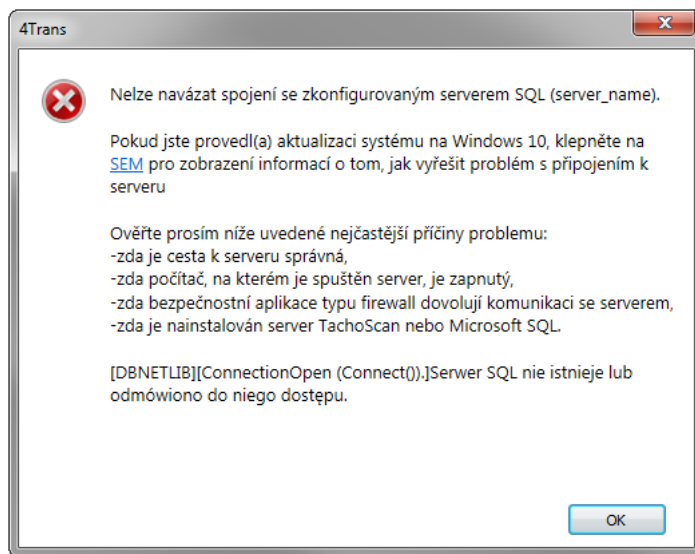 4Trans
Nelze navázat spojení se zkonfigurovaným serverem SQL (server_name).
Pokud jste provedl(a) aktualizaci systému na Windows 10, klepněte na
SEM pro zobrazení informací o tom, jak vyřešit problém s připojením k
serveru
Ověřte prosím níže uvedené nejčastější příčiny problemu:
-zda je cesta k serveru správná,
-zda počítač, na kterém je spuštěn server, je zapnutý,
-zda bezpečnostní aplikace typu firewall dovolují komunikaci se serverem,
-zda je nainstalován server TachoScan nebo Microsoft SQL.
[DBNETLIB][ConnectionOpen (Connect()).]Serwer SQL nie istnieje lub
odmówiono do niego dostępu.
OK